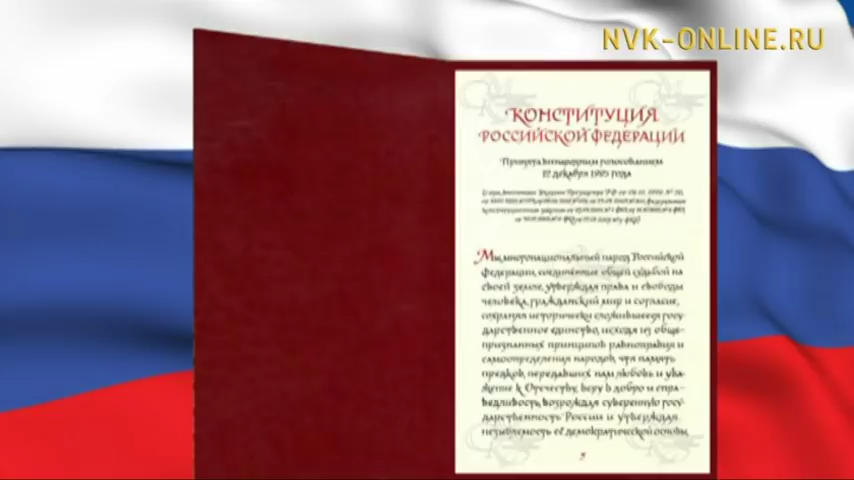 NVK-ONLINE.RU
КОНСТИТУЦИЯ
РОССИЙСКОЙ ФЕДЕРАЦИИ
Принята всенародным голосованием
12 декабря 1993 года
Мы, многонациональный народ Российской
Федерации, соединенные общей судьбой на
своей земле, утверждая права и свободы
человека, гражданский мир и согласие,
сохраняя исторически сложившееся госу-
дарственное единство, исходя из обще-
признанных принципов равноправия и
самоопределения народов, чтя память
предков, передавших нам любовь и ува-
жение к Отечеству, веру в добро и спра-
ведливость, возрождая суверенную госу-
дарственность России и утверждая
незыблемость её демократической основы,